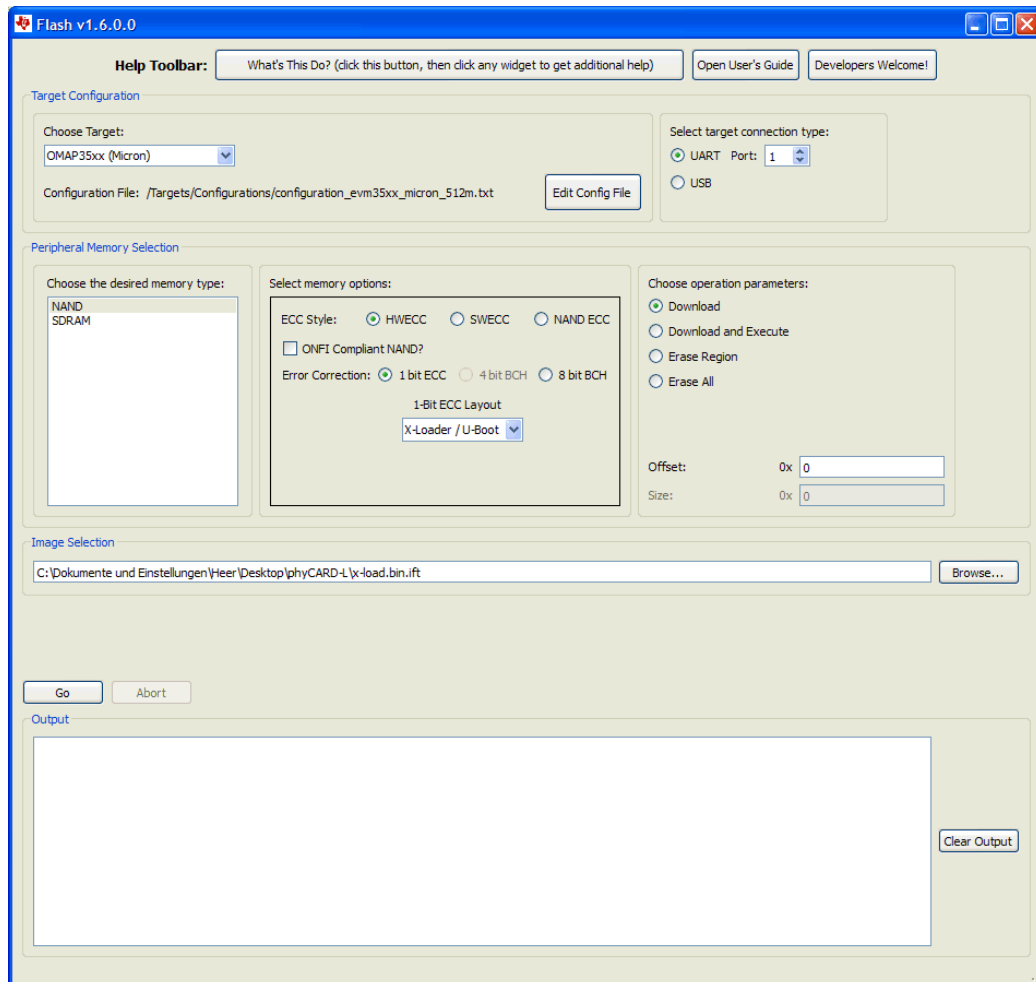 Flash v1.6.0.0
Help Toolbar: What's This Do? (click this button, then click any widget to get additional help) Open User's Guide Developers Welcome!
Target Configuration
Choose Target:
OMAP35xx (Micron)
Configuration File: /Targets/Configurations/configuration_evm35xx_micron_512m.txt Edit Config File
Select target connection type:
UART Port: 1
USB
Peripheral Memory Selection
Choose the desired memory type:
NAND
SDRAM
Select memory options:
ECC Style: HWECC SWECC NAND ECC
ONFI Compliant NAND?
Error Correction: 1 bit ECC 4 bit BCH 8 bit BCH
1-Bit ECC Layout
X-Loader / U-Boot
Choose operation parameters:
Download
Download and Execute
Erase Region
Erase All
Offset: 0x 0
Size: 0x 0
Image Selection
C:\Dokumente und Einstellungen\Heer\Desktop\phyCARD-L\x-load.bin.ift Browse...
Go Abort
Output
Clear Output